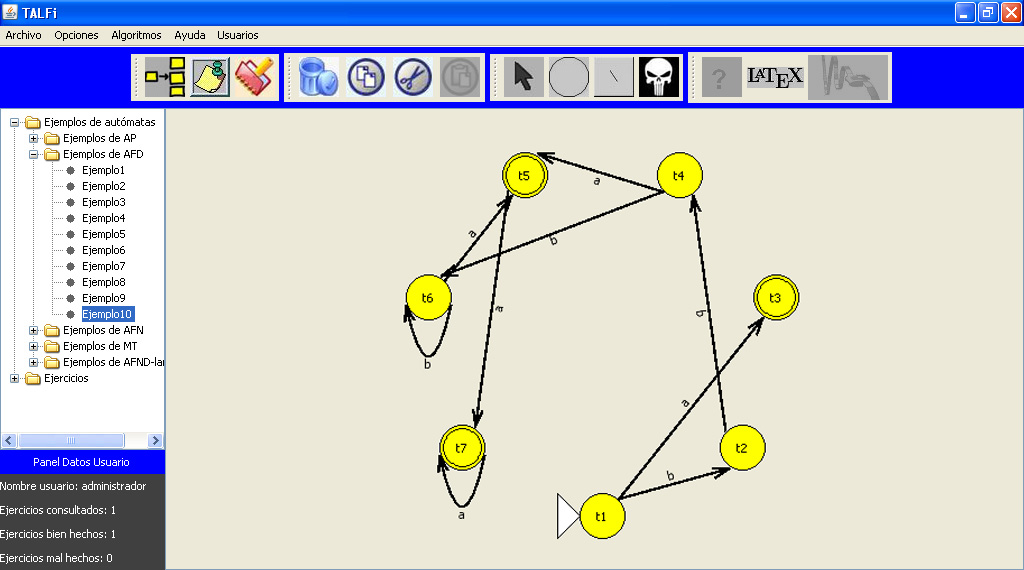 TALFi
Archivo Opciones Algoritmos Ayuda Usuarios
? LATEX
Ejemplos de autómatas
Ejemplos de AP
Ejemplos de AFD
Ejemplo1
Ejemplo2
Ejemplo3
Ejemplo4
Ejemplo5
Ejemplo6
Ejemplo7
Ejemplo8
Ejemplo9
Ejemplo10
Ejemplos de AFN
Ejemplos de MT
Ejemplos de AFND-la
Ejercicios
Panel Datos Usuario
Nombre usuario: administrador
Ejercicios consultados: 1
Ejercicios bien hechos: 1
Ejercicios mal hechos: 0
t5
t4
a
a
b
t6
t3
a
b
b
a
t7
t2
b
a
t1